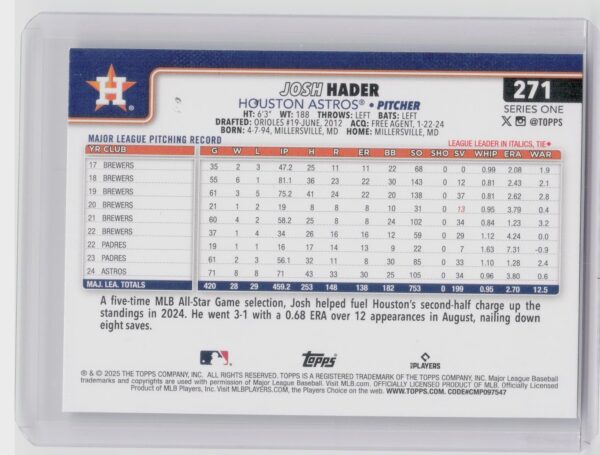 H
JOSH HADER
HOUSTON ASTROS® • PITCHER
HT: 6'3" WT: 188 THROWS: LEFT BATS: LEFT
DRAFTED: ORIOLES #19-JUNE, 2012 ACQ: FREE AGENT, 1-22-24
BORN: 4-7-94, MILLERSVILLE, MD HOME: MILLERSVILLE, MD
271
SERIES ONE
X @TOPPS
MAJOR LEAGUE PITCHING RECORD
LEAGUE LEADER IN ITALICS, TIE♦
YR CLUB G W L IP H R ER BB SO SHO SV WHIP ERA WAR
17 BREWERS 35 2 3 47.2 25 11 11 22 68 0 0 0.99 2.08 1.9
18 BREWERS 55 6 1 81.1 36 23 22 30 143 0 12 0.81 2.43 2.1
19 BREWERS 61 3 5 75.2 41 24 22 20 138 0 37 0.81 2.62 2.8
20 BREWERS 21 1 2 19 8 8 8 10 31 0 13 0.95 3.79 0.4
21 BREWERS 60 4 2 58.2 25 8 8 24 102 0 34 0.84 1.23 3.2
22 BREWERS 37 1 4 34 26 16 16 12 59 0 29 1.12 4.24 0.0
22 PADRES 19 1 1 16 17 14 13 9 22 0 7 1.63 7.31 -0.9
23 PADRES 61 2 3 56.1 32 11 8 30 85 0 33 1.10 1.28 2.4
24 ASTROS 71 8 8 71 43 33 30 25 105 0 34 0.96 3.80 0.6
MAJ. LEA. TOTALS 420 28 29 459.2 253 148 138 182 753 0 199 0.95 2.70 12.5
A five-time MLB All-Star Game selection, Josh helped fuel Houston's second-half charge up the
standings in 2024. He went 3-1 with a 0.68 ERA over 12 appearances in August, nailing down
eight saves.
Topps
PLAYERS
® & © 2025 THE TOPPS COMPANY, INC. ALL RIGHTS RESERVED. TOPPS IS A REGISTERED TRADEMARK OF THE TOPPS COMPANY, INC. Major League Baseball
trademarks and copyrights are used with permission of Major League Baseball. Visit MLB.com. OFFICIALLY LICENSED PRODUCT OF MLB. Officially Licensed
Product of MLB Players, Inc. Visit MLBPLAYERS.com, the Players Choice on the web. WWW.TOPPS.COM. CODE#CMP097547